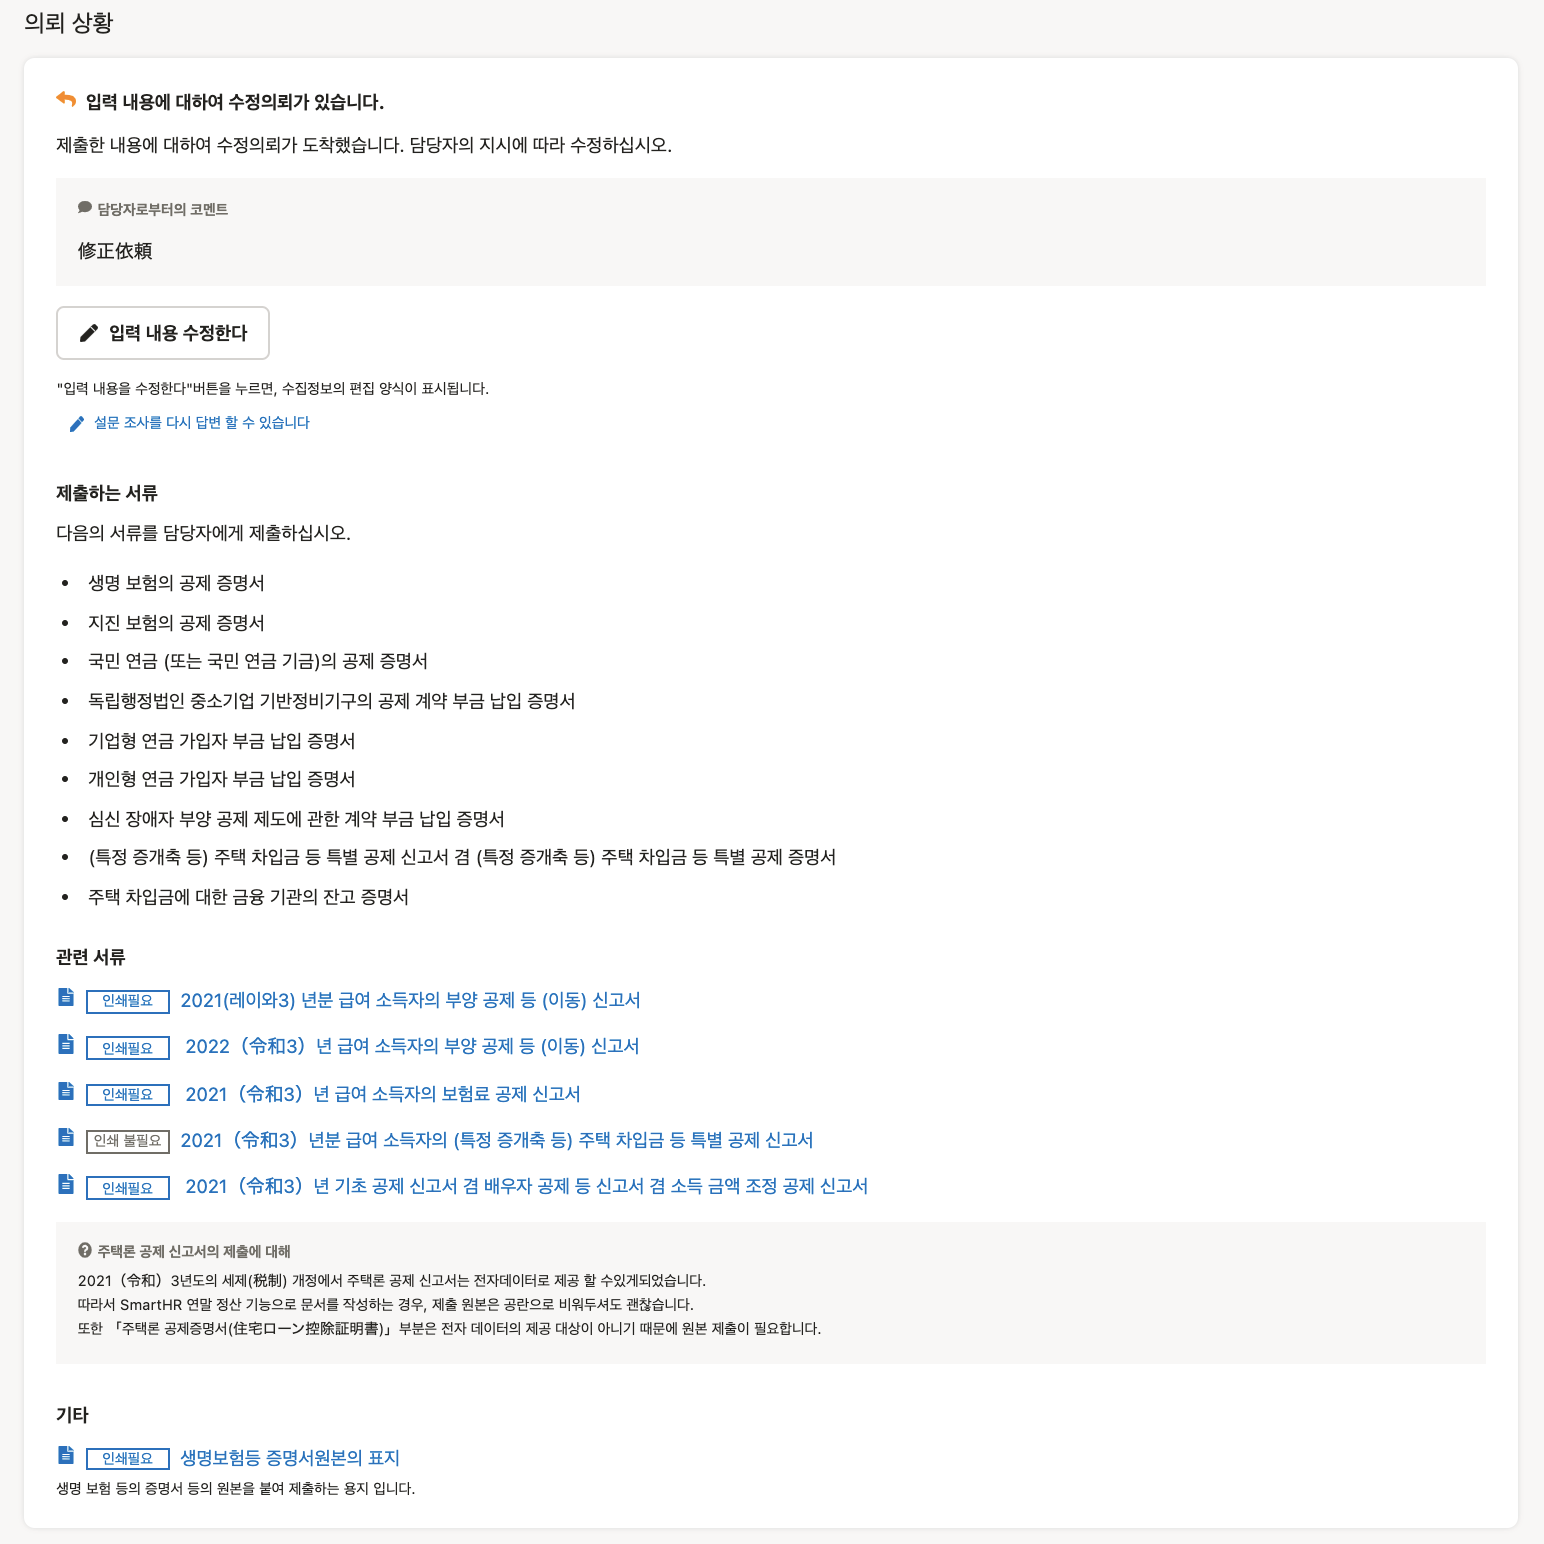 의뢰 상황
입력 내용에 대하여 수정의뢰가 있습니다.
제출한 내용에 대하여 수정의뢰가 도착했습니다. 담당자의 지시에 따라 수정하십시오.
담당자로부터의 코멘트
修正依頼
입력 내용 수정한다
"입력 내용을 수정한다"버튼을 누르면, 수집정보의 편집 양식이 표시됩니다.
설문 조사를 다시 답변 할 수 있습니다
제출하는 서류
다음의 서류를 담당자에게 제출하십시오.
• 생명 보험의 공제 증명서
• 지진 보험의 공제 증명서
• 국민 연금 (또는 국민 연금 기금)의 공제 증명서
• 독립행정법인 중소기업 기반정비기구의 공제 계약 부금 납입 증명서
• 기업형 연금 가입자 부금 납입 증명서
• 개인형 연금 가입자 부금 납입 증명서
• 심신 장애자 부양 공제 제도에 관한 계약 부금 납입 증명서
• (특정 증개축 등) 주택 차입금 등 특별 공제 신고서 겸 (특정 증개축 등) 주택 차입금 등 특별 공제 증명서
• 주택 차입금에 대한 금융 기관의 잔고 증명서
관련 서류
인쇄필요 2021(레이와3) 년분 급여 소득자의 부양 공제 등 (이동) 신고서
인쇄필요 2022（令和3）년 급여 소득자의 부양 공제 등 (이동) 신고서
인쇄필요 2021（令和3）년 급여 소득자의 보험료 공제 신고서
인쇄 불필요 2021（令和3）년분 급여 소득자의 (특정 증개축 등) 주택 차입금 등 특별 공제 신고서
인쇄필요 2021（令和3）년 기초 공제 신고서 겸 배우자 공제 등 신고서 겸 소득 금액 조정 공제 신고서
주택론 공제 신고서의 제출에 대해
2021（令和）3년도의 세제(税制) 개정에서 주택론 공제 신고서는 전자데이터로 제공 할 수있게되었습니다.
따라서 SmartHR 연말 정산 기능으로 문서를 작성하는 경우, 제출 원본은 공란으로 비워두셔도 괜찮습니다.
또한 「주택론 공제증명서(住宅ローン控除証明書)」부분은 전자 데이터의 제공 대상이 아니기 때문에 원본 제출이 필요합니다.
기타
인쇄필요 생명보험등 증명서원본의 표지
생명 보험 등의 증명서 등의 원본을 붙여 제출하는 용지 입니다.